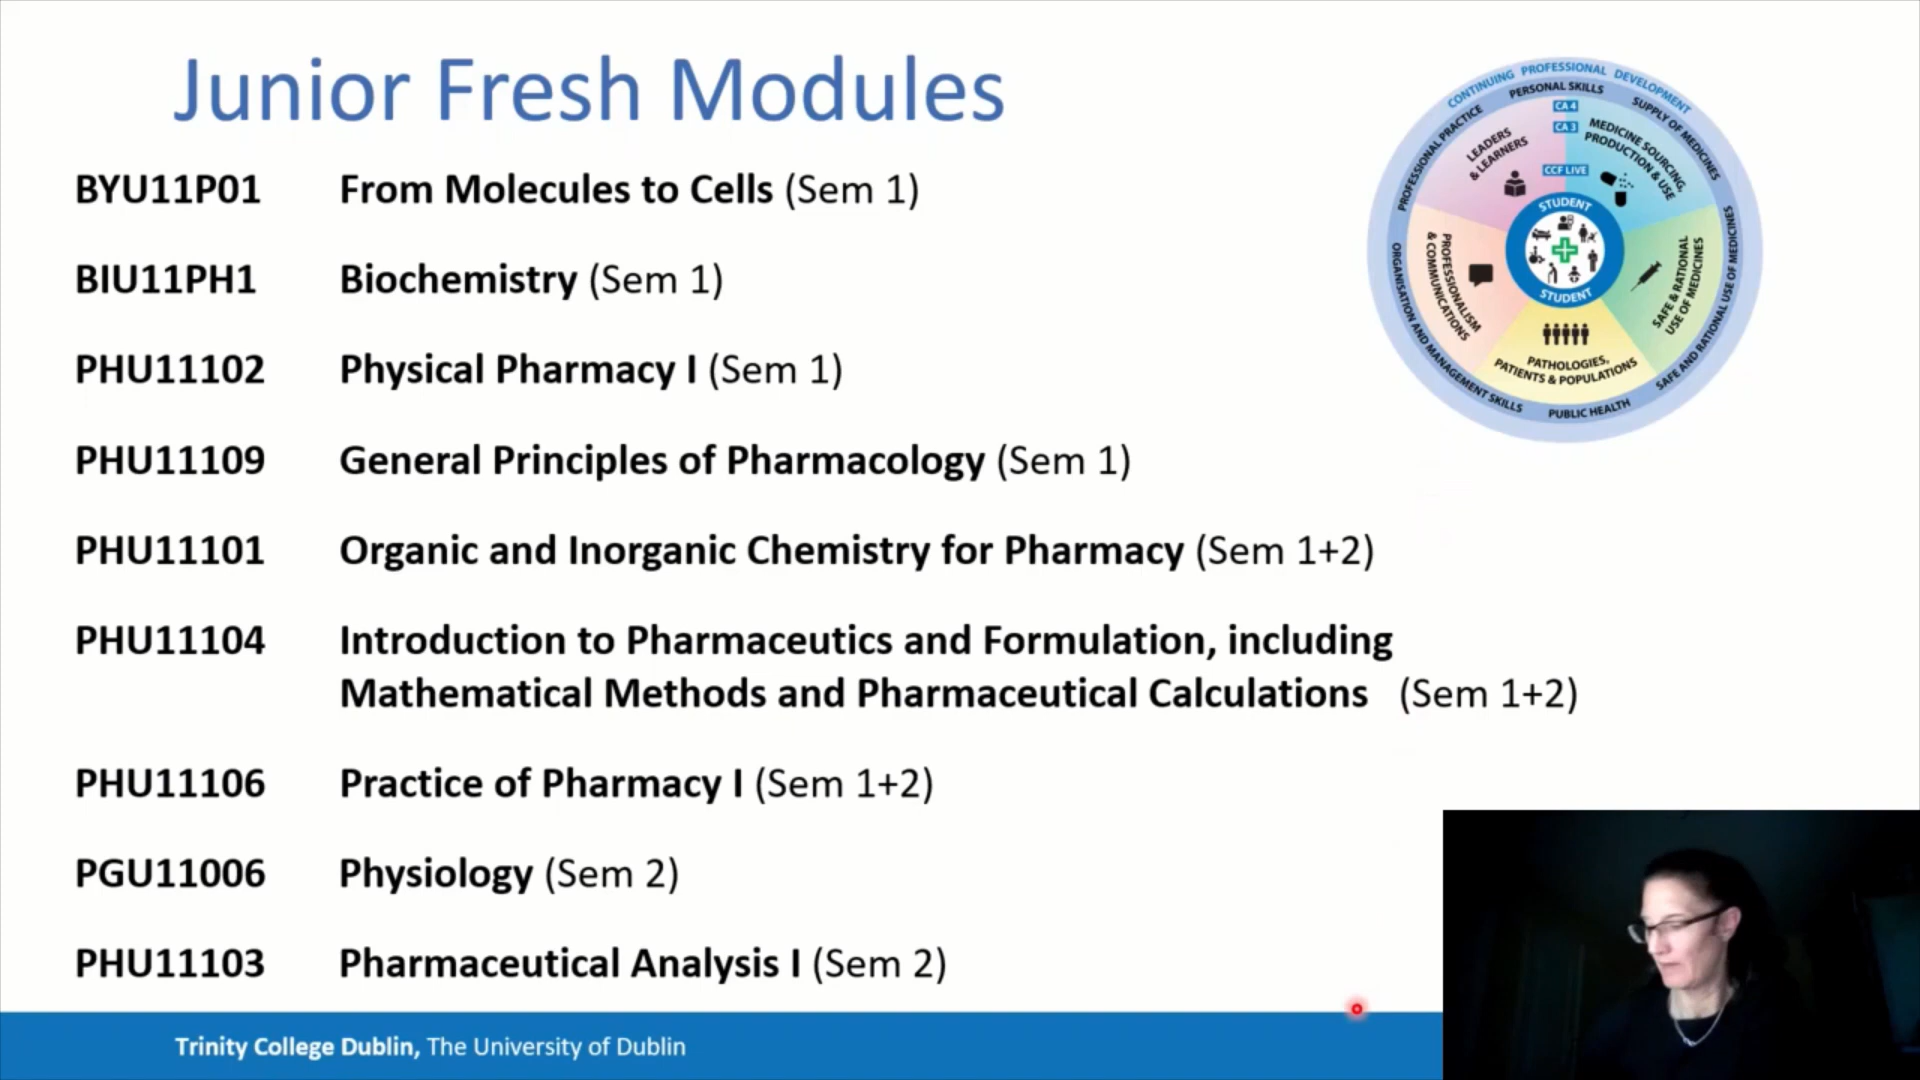 Junior Fresh Modules
BYU11P01 From Molecules to Cells (Sem 1)
BIU11PH1 Biochemistry (Sem 1)
PHU11102 Physical Pharmacy I (Sem 1)
PHU11109 General Principles of Pharmacology (Sem 1)
PHU11101 Organic and Inorganic Chemistry for Pharmacy (Sem 1+2)
PHU11104 Introduction to Pharmaceutics and Formulation, including
Mathematical Methods and Pharmaceutical Calculations (Sem 1+2)
PHU11106 Practice of Pharmacy I (Sem 1+2)
PGU11006 Physiology (Sem 2)
PHU11103 Pharmaceutical Analysis I (Sem 2)
CONTINUING PROFESSIONAL DEVELOPMENT
PERSONAL SKILLS
SUPPLY OF MEDICINES
SAFE AND RATIONAL USE OF MEDICINES
PUBLIC HEALTH
ORGANISATION AND MANAGEMENT SKILLS
PROFESSIONAL PRACTICE
CA 4
CA 3
CCF LIVE
LEADERS
& LEARNERS
MEDICINE SOURCING,
PRODUCTION & USE
SAFE & RATIONAL
USE OF MEDICINES
PATHOLOGIES,
PATIENTS & POPULATIONS
PROFESSIONALISM
& COMMUNICATIONS
STUDENT
STUDENT
Trinity College Dublin, The University of Dublin